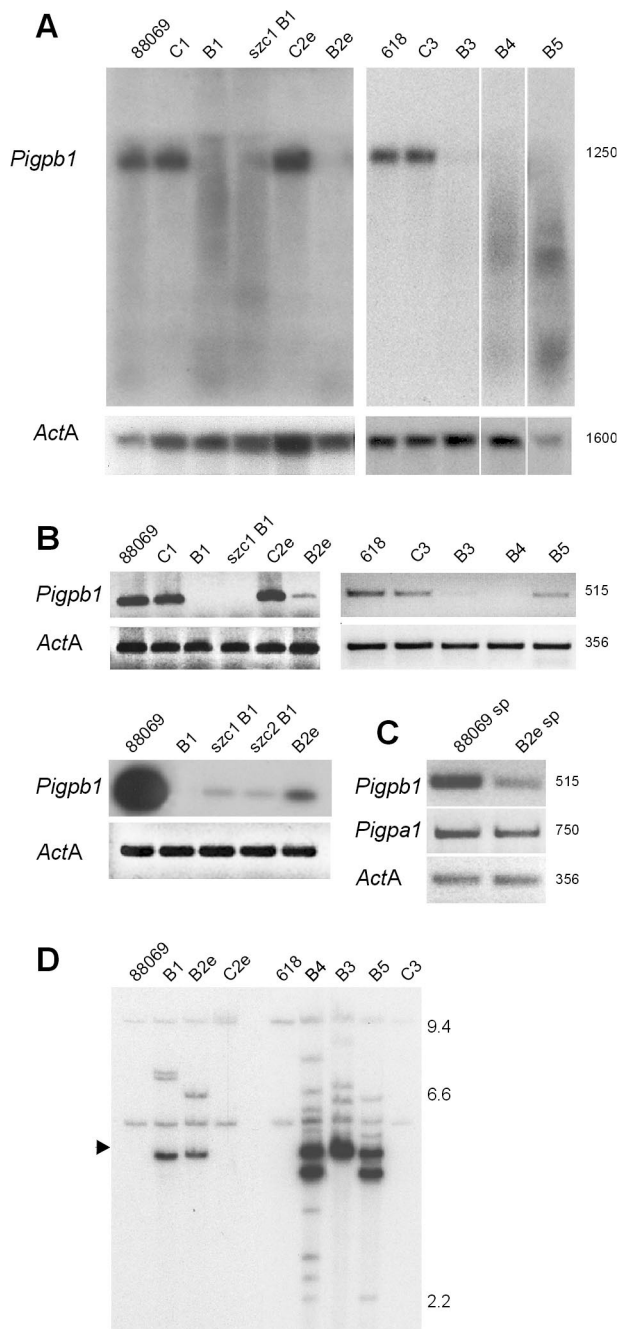 A
88069 C1 B1 szc1 B1 C2e B2e 618 C3 B3 B4 B5
Pigpb1 1250
ActA 1600
B
88069 C1 B1 szc1 B1 C2e B2e 618 C3 B3 B4 B5
Pigpb1 515
ActA 356
88069 B1 szc1 B1 szc2 B1 B2e
Pigpb1
ActA
C
88069 sp B2e sp
Pigpb1 515
Pigpa1 750
ActA 356
D
88069 B1 B2e C2e 618 B4 B3 B5 C3
9.4
6.6
2.2